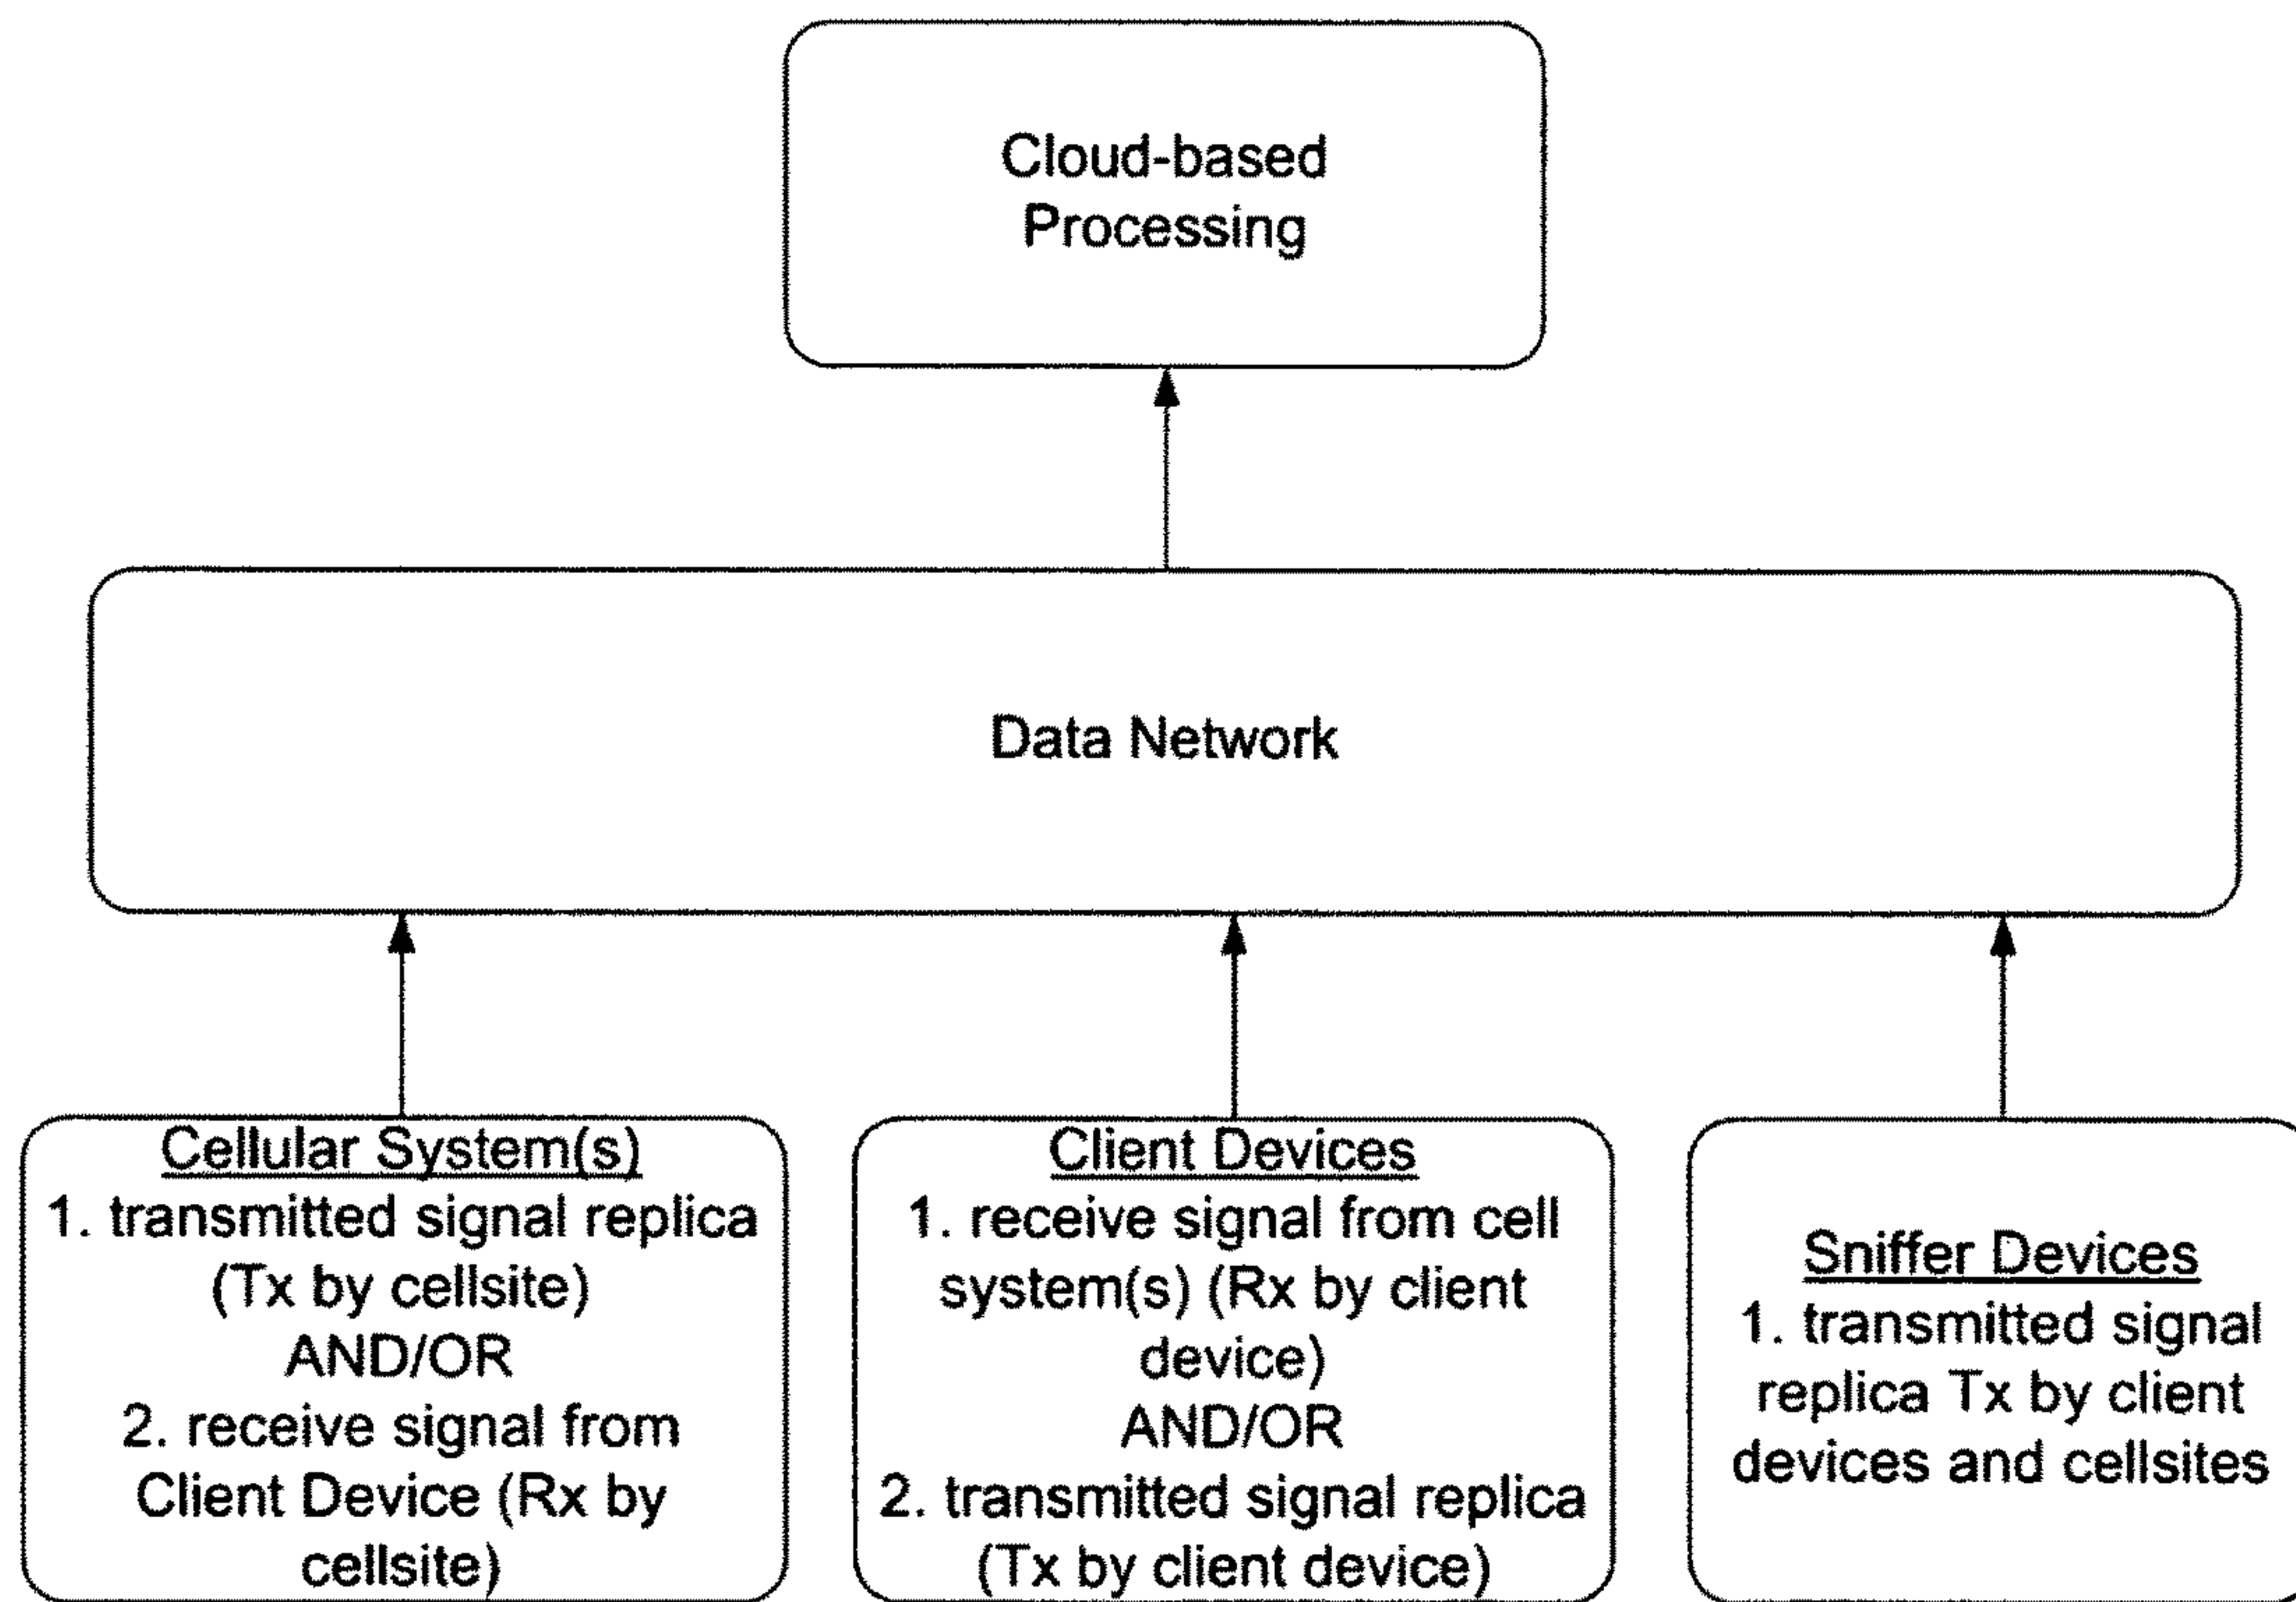 Cloud-based
Processing
Data Network
Cellular System(s)
1. transmitted signal replica
(Tx by cellsite)
AND/OR
2. receive signal from
Client Device (Rx by
cellsite)
Client Devices
1. receive signal from cell
system(s) (Rx by client
device)
AND/OR
2. transmitted signal replica
(Tx by client device)
Sniffer Devices
1. transmitted signal
replica Tx by client
devices and cellsites